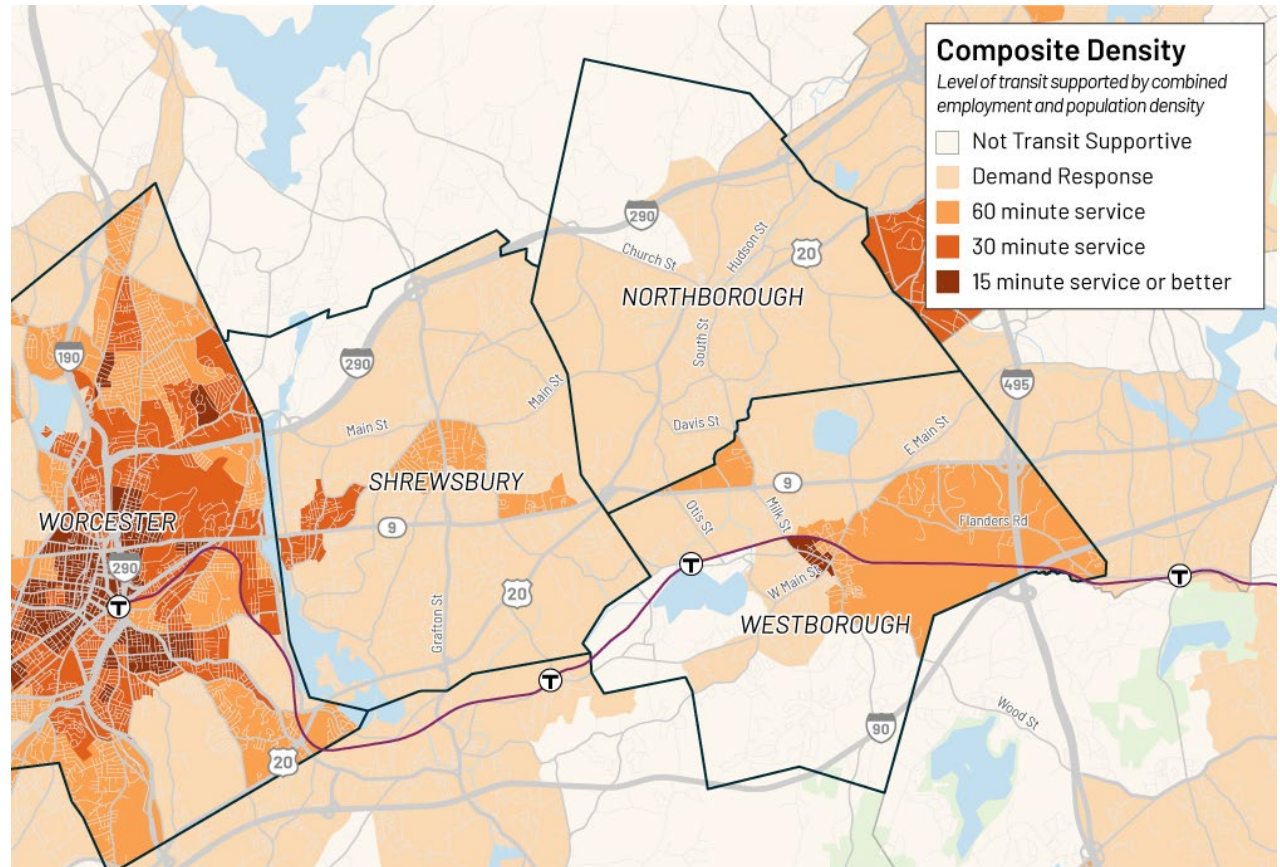 Composite Density
Level of transit supported by combined
employment and population density
Not Transit Supportive
Demand Response
60 minute service
30 minute service
15 minute service or better
290
Church St
Hudson St
20
NORTHBOROUGH
South St
190
290
495
Main St
Main St
Davis St
E Main St
SHREWSBURY
9
9
WORCESTER
Otis St
Milk St
Flanders Rd
290
T
T
T
W Main St
20
Grafton St
WESTBOROUGH
T
Wood St
90
20